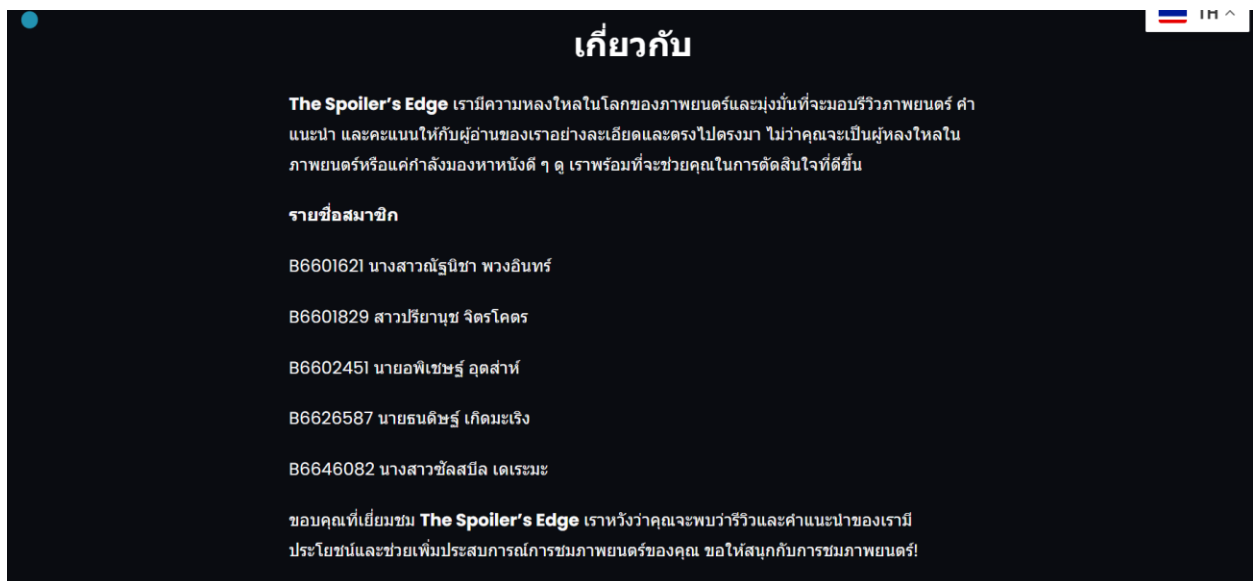 TH
เกี่ยวกับ
The Spoiler's Edge เรามีความหลงใหลในโลกของภาพยนตร์และมุ่งมั่นที่จะมอบรีวิวภาพยนตร์ คำ
แนะนำ และคะแนนให้กับผู้อ่านของเราอย่างละเอียดและตรงไปตรงมา ไม่ว่าคุณจะเป็นผู้หลงใหลใน
ภาพยนตร์หรือแค่กำลังมองหาหนังดี ๆ ดู เราพร้อมที่จะช่วยคุณในการตัดสินใจที่ดีขึ้น
รายชื่อสมาชิก
B6601621 นางสาวณัฐนิชา พวงอินทร์
B6601829 สาวปรียานุช จิตรโคตร
B6602451 นายอพิเชษฐ์ อุดส่าห์
B6626587 นายธนดิษฐ์ เกิดมะเริง
B6646082 นางสาวซัลสบีล เดเระมะ
ขอบคุณที่เยี่ยมชม The Spoiler's Edge เราหวังว่าคุณจะพบว่ารีวิวและคำแนะนำของเรามี
ประโยชน์และช่วยเพิ่มประสบการณ์การชมภาพยนตร์ของคุณ ขอให้สนุกกับการชมภาพยนตร์!